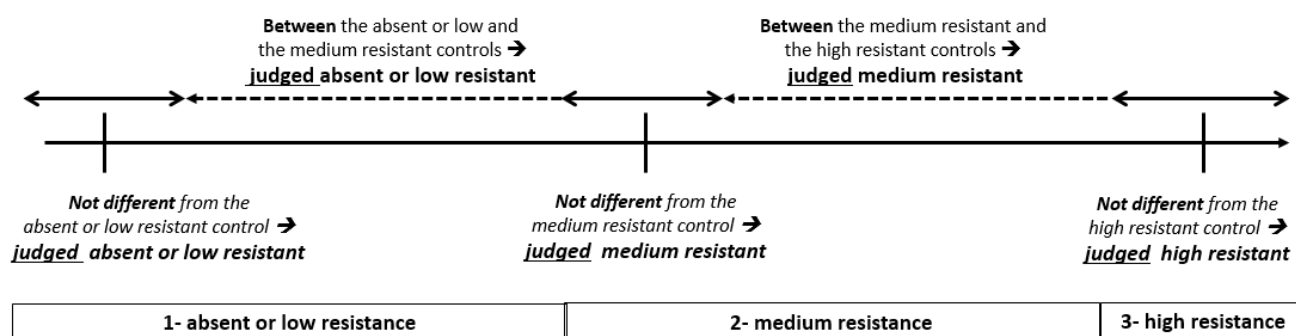 Between the absent or low and
the medium resistant controls ➔
judged absent or low resistant
Between the medium resistant and
the high resistant controls ➔
judged medium resistant
Not different from the
absent or low resistant control ➔
judged absent or low resistant
Not different from the
medium resistant control ➔
judged medium resistant
Not different from the
high resistant control ➔
judged high resistant
1- absent or low resistance
2- medium resistance
3- high resistance